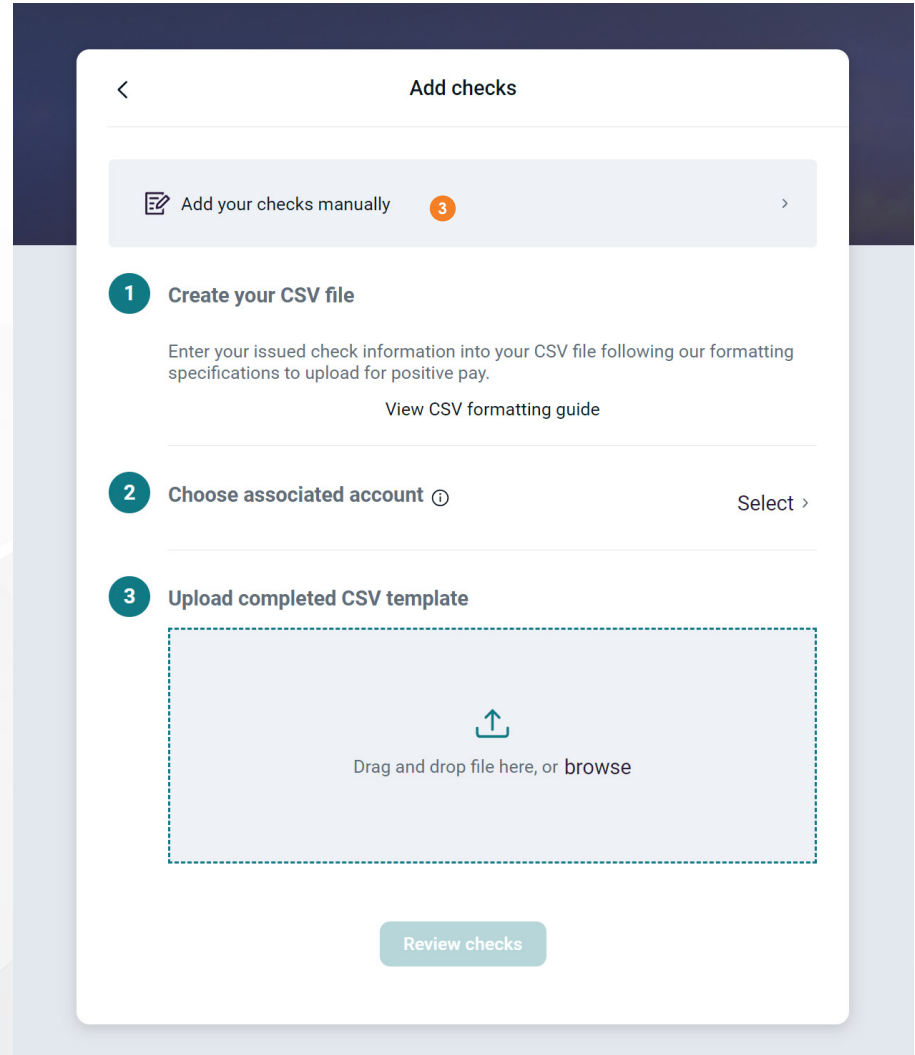 Add checks
Add your checks manually 3
1 Create your CSV file
Enter your issued check information into your CSV file following our formatting
specifications to upload for positive pay.
View CSV formatting guide
2 Choose associated account
Select
3 Upload completed CSV template
Drag and drop file here, or browse
Review checks